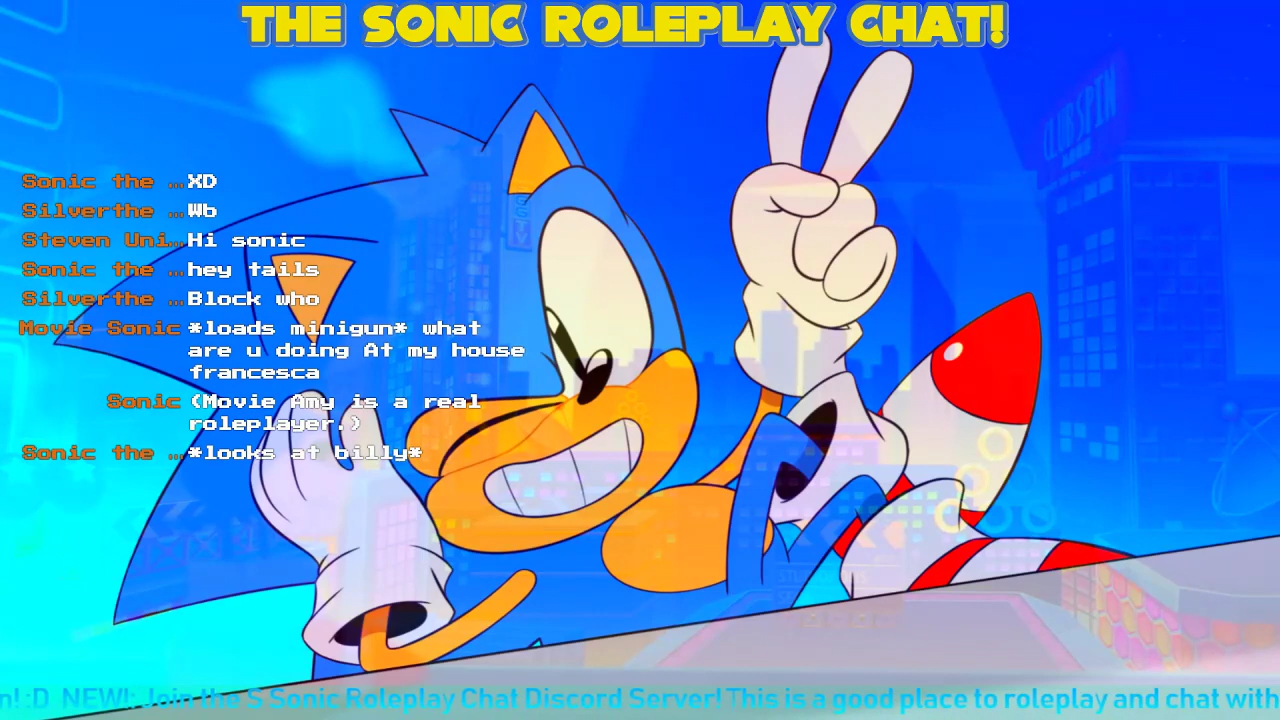 THE SONIC ROLEPLAY CHAT!
CLUB SPIN
Sonic the ... XD
Silverthe ... Wb
Steven Uni... Hi sonic
Sonic the ... hey tails
Silverthe ... Block who
Movie Sonic *loads minigun* what
are u doing At my house
francesca
Sonic (Movie Amy is a real
roleplayer.)
Sonic the ... *looks at billy*
n! :D NEW!: Join the S Sonic Roleplay Chat Discord Server! This is a good place to roleplay and chat with